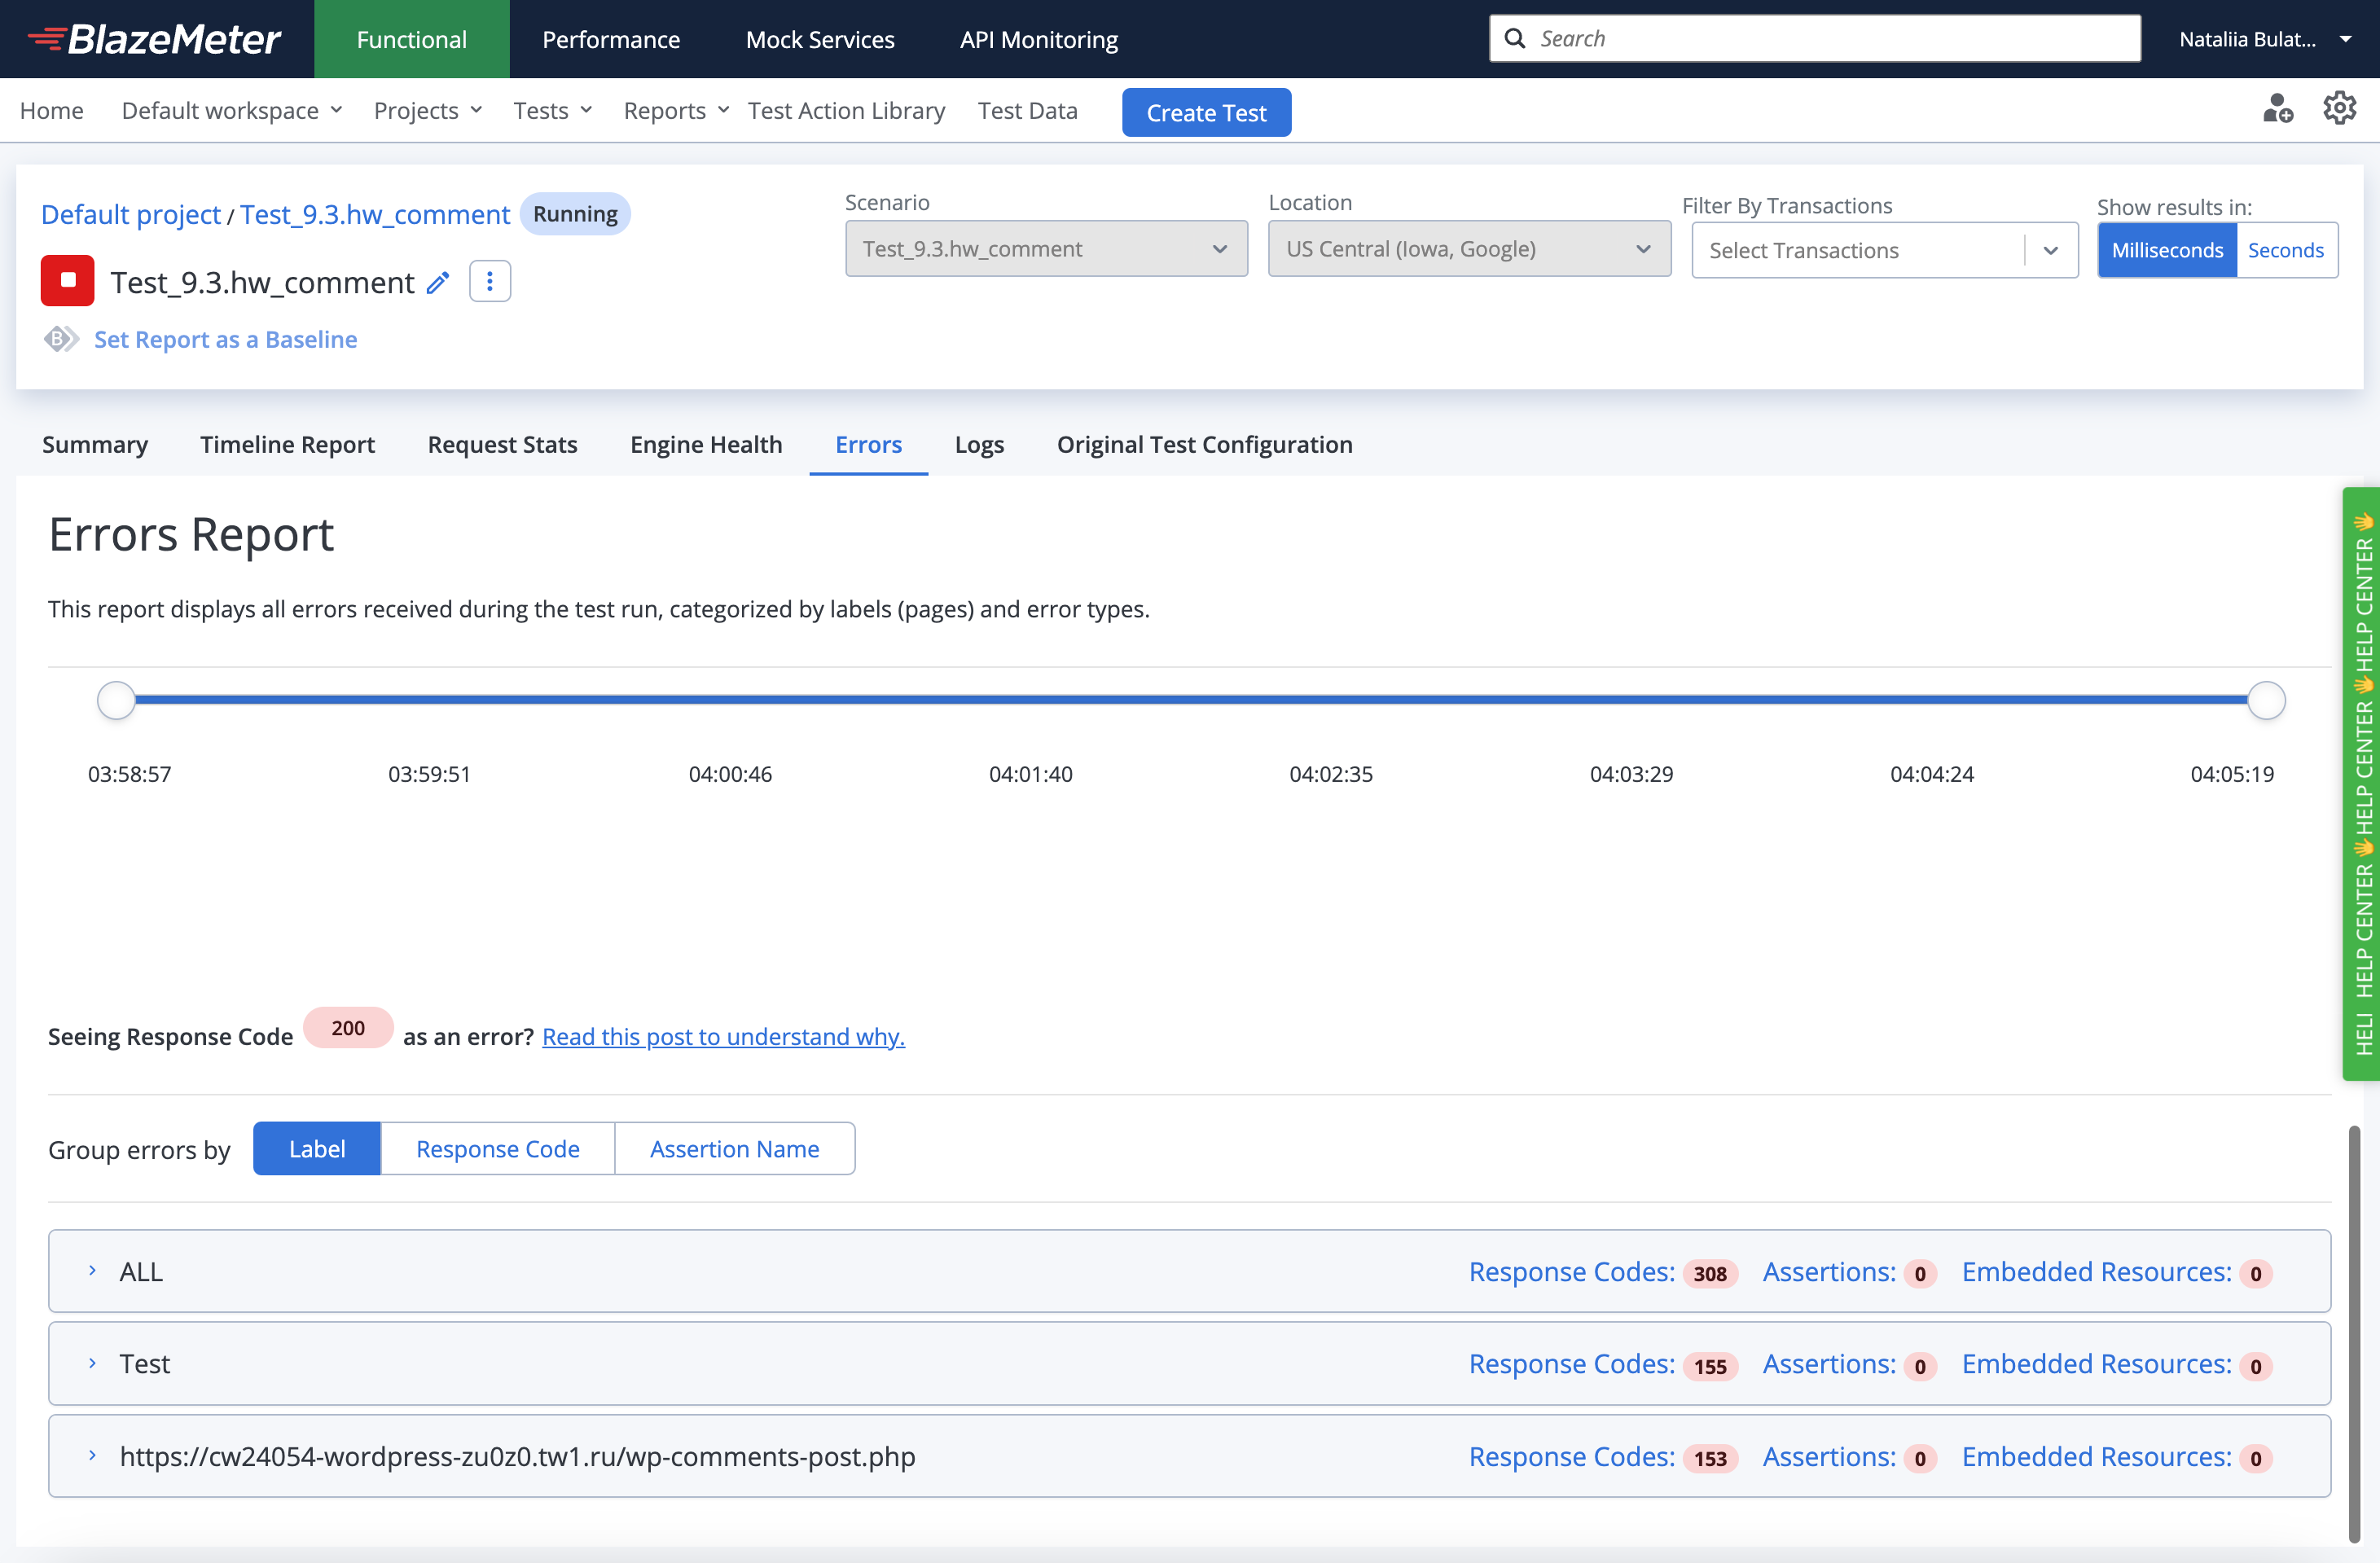 BlazeMeter
Functional
Performance
Mock Services
API Monitoring
Search
Nataliia Bulat...
Home
Default workspace
Projects
Tests
Reports
Test Action Library
Test Data
Create Test
Default project / Test_9.3.hw_comment
Running
Test_9.3.hw_comment
B
Set Report as a Baseline
Scenario
Test_9.3.hw_comment
Location
US Central (Iowa, Google)
Filter By Transactions
Select Transactions
Show results in:
Milliseconds
Seconds
Summary
Timeline Report
Request Stats
Engine Health
Errors
Logs
Original Test Configuration
Errors Report
This report displays all errors received during the test run, categorized by labels (pages) and error types.
03:58:57
03:59:51
04:00:46
04:01:40
04:02:35
04:03:29
04:04:24
04:05:19
HELI HELP CENTER 👋HELP CENTER 👋HELP CENTER 👋
Seeing Response Code 200 as an error? Read this post to understand why.
Group errors by
Label
Response Code
Assertion Name
ALL
Response Codes: 308 Assertions: 0 Embedded Resources: 0
Test
Response Codes: 155 Assertions: 0 Embedded Resources: 0
https://cw24054-wordpress-zu0z0.tw1.ru/wp-comments-post.php
Response Codes: 153 Assertions: 0 Embedded Resources: 0